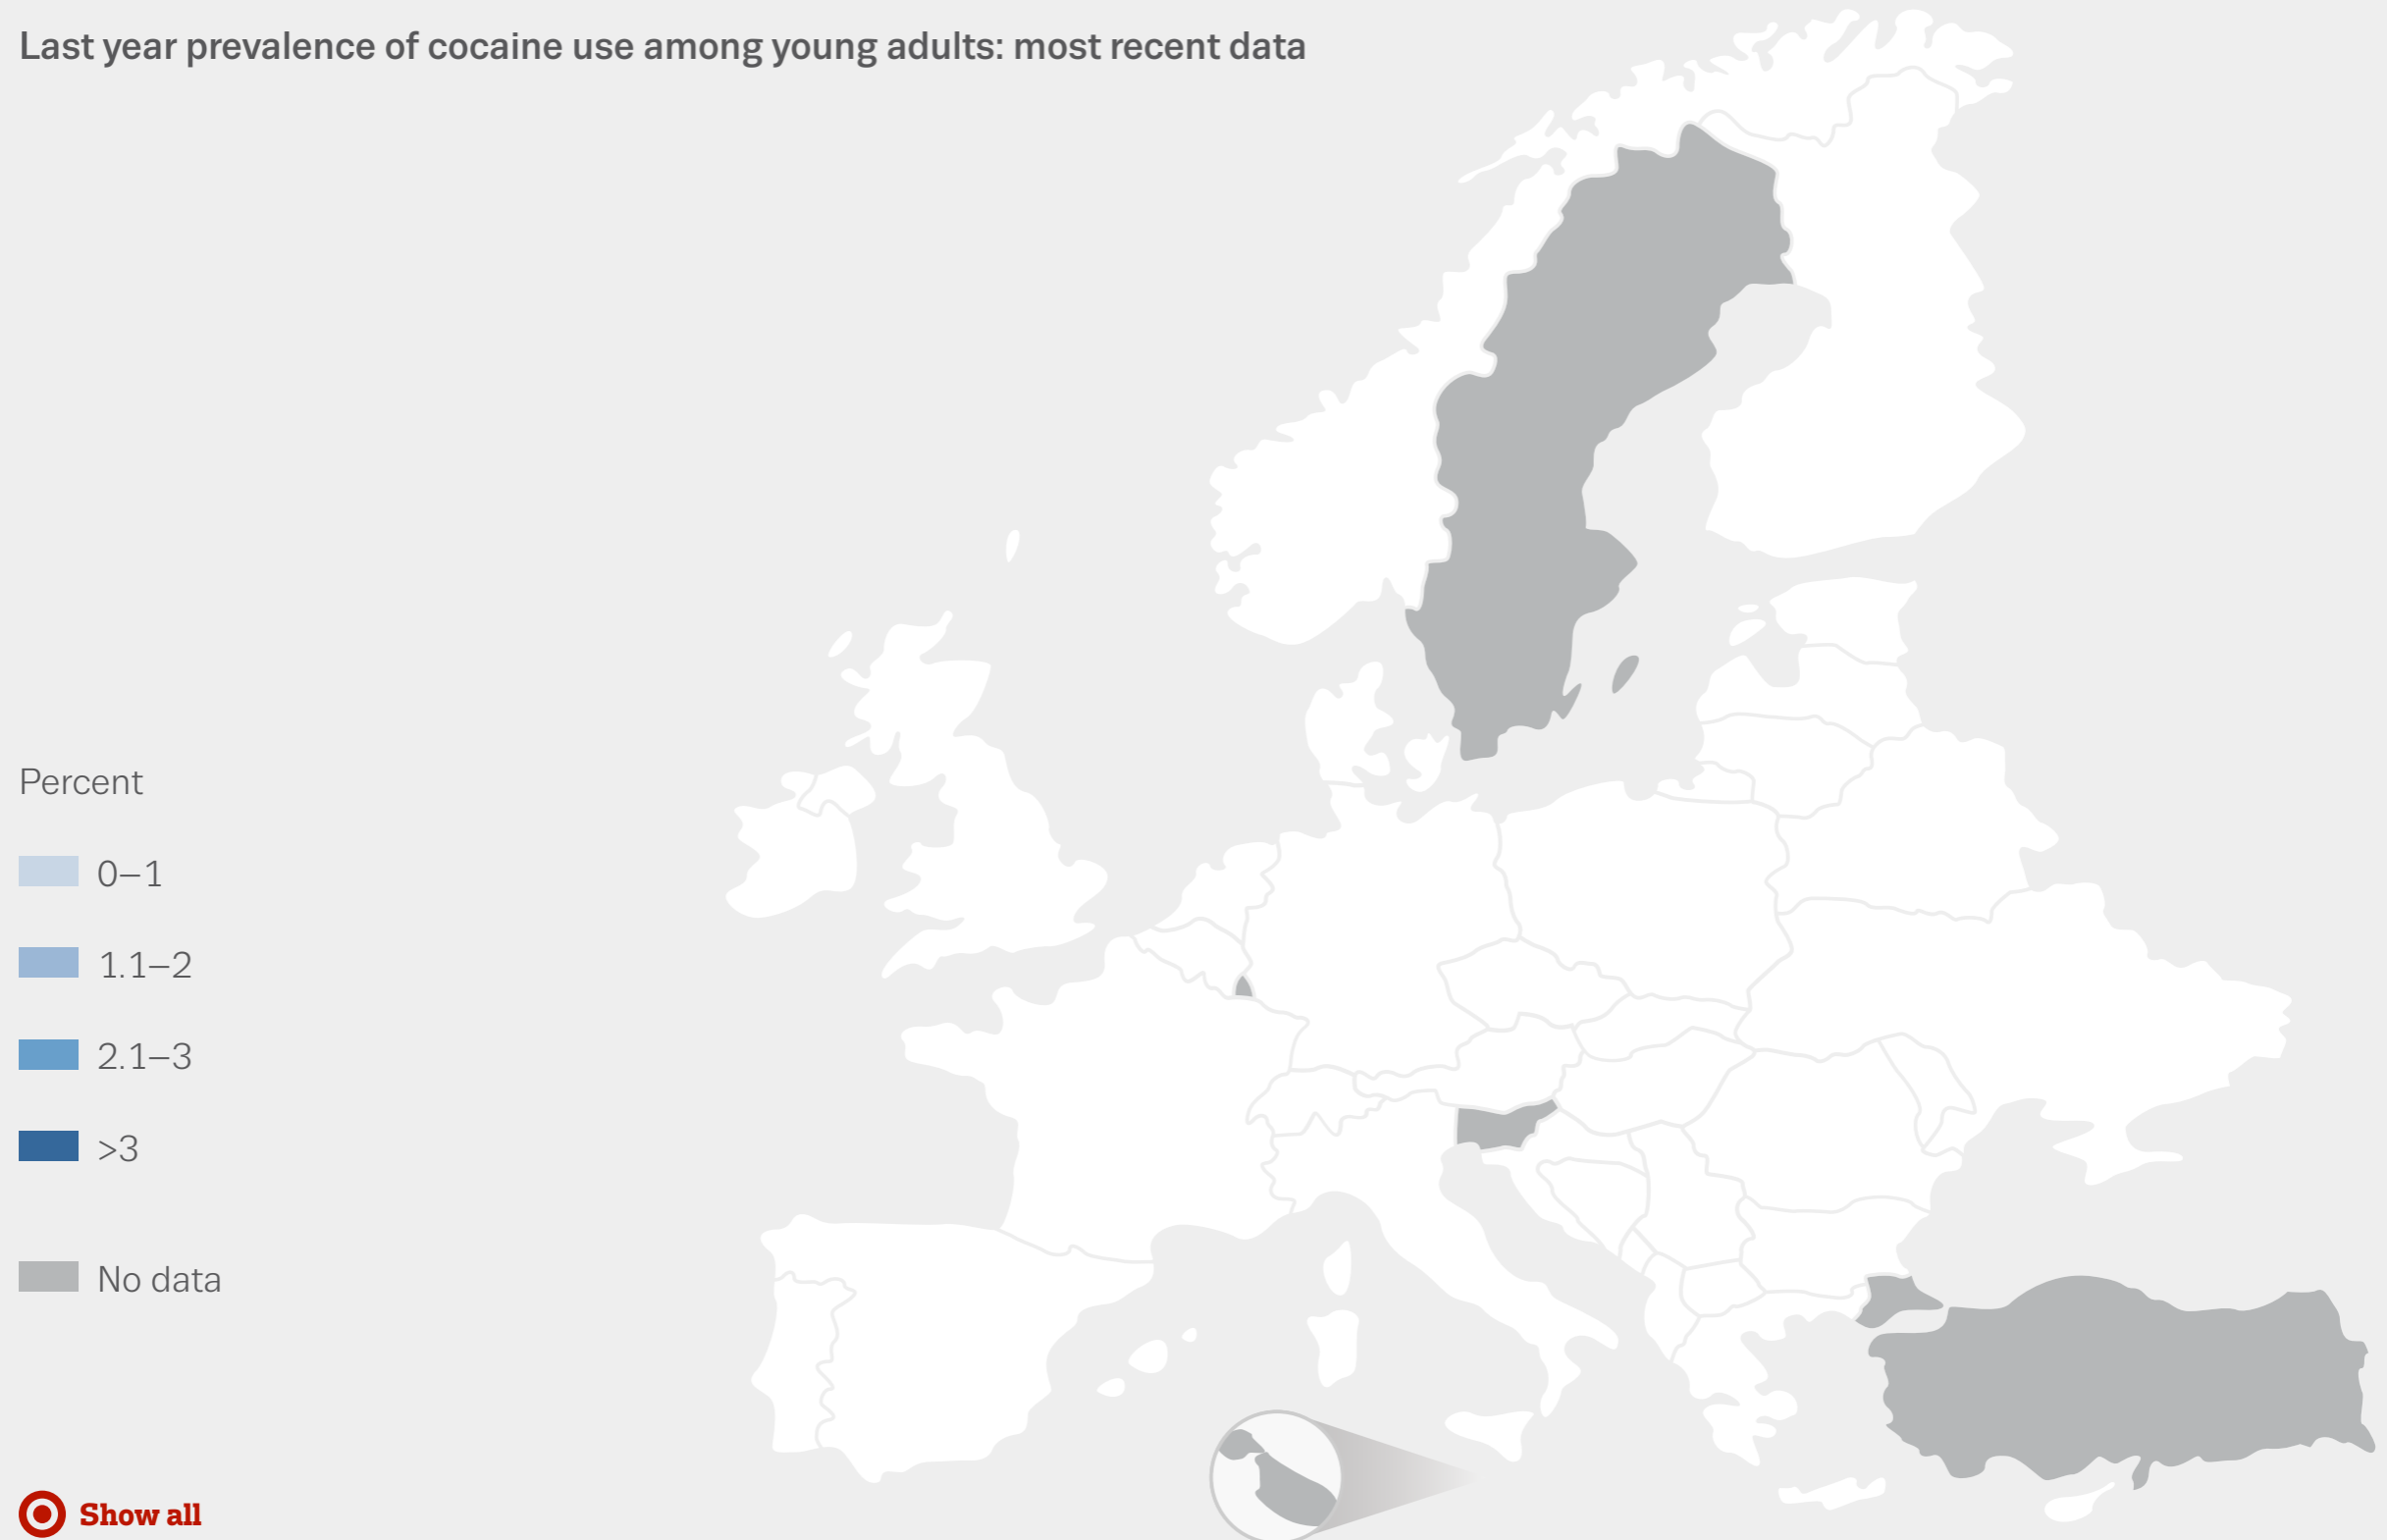 Last year prevalence of cocaine use among young adults: most recent data
Percent
0–1
1.1–2
2.1–3
>3
No data
Show all